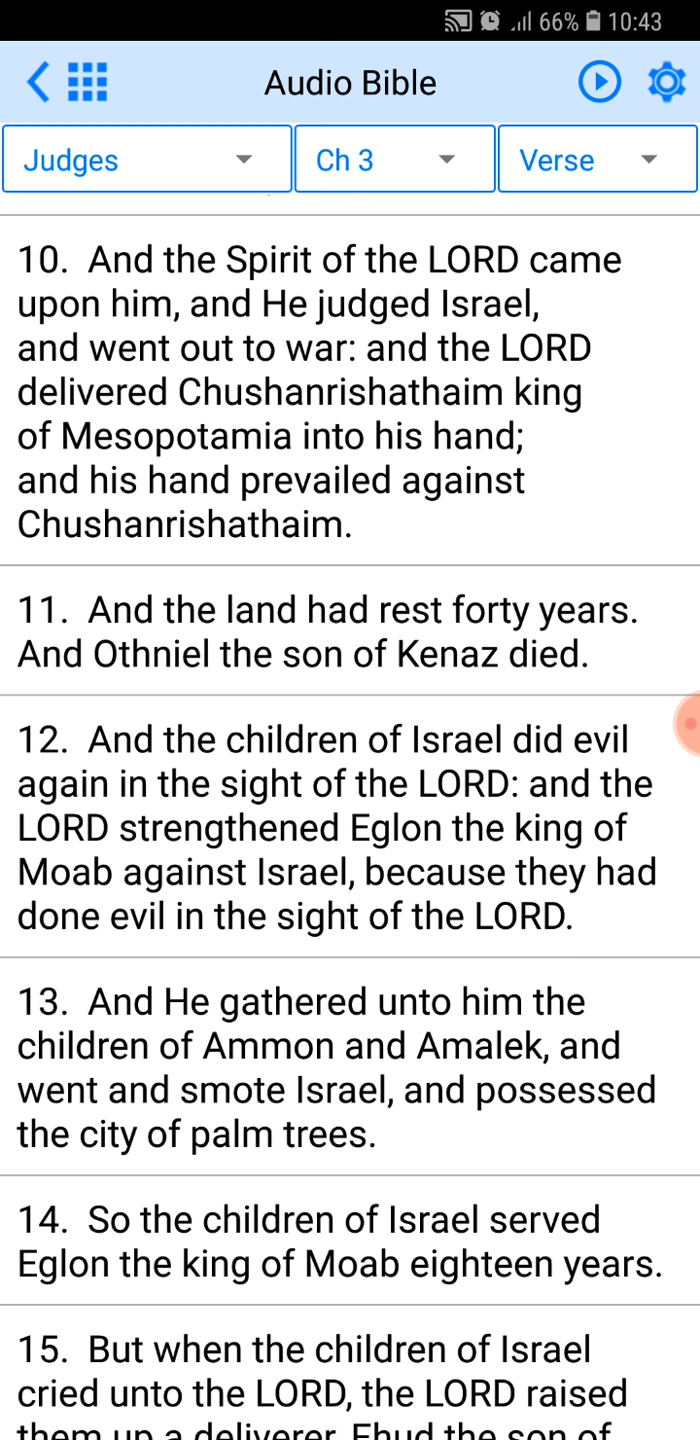 66% 10:43
Audio Bible
Judges Ch 3 Verse
10. And the Spirit of the LORD came
upon him, and He judged Israel,
and went out to war: and the LORD
delivered Chushanrishathaim king
of Mesopotamia into his hand;
and his hand prevailed against
Chushanrishathaim.
11. And the land had rest forty years.
And Othniel the son of Kenaz died.
12. And the children of Israel did evil
again in the sight of the LORD: and the
LORD strengthened Eglon the king of
Moab against Israel, because they had
done evil in the sight of the LORD.
13. And He gathered unto him the
children of Ammon and Amalek, and
went and smote Israel, and possessed
the city of palm trees.
14. So the children of Israel served
Eglon the king of Moab eighteen years.
15. But when the children of Israel
cried unto the LORD, the LORD raised
them up a deliverer, Ehud the son of